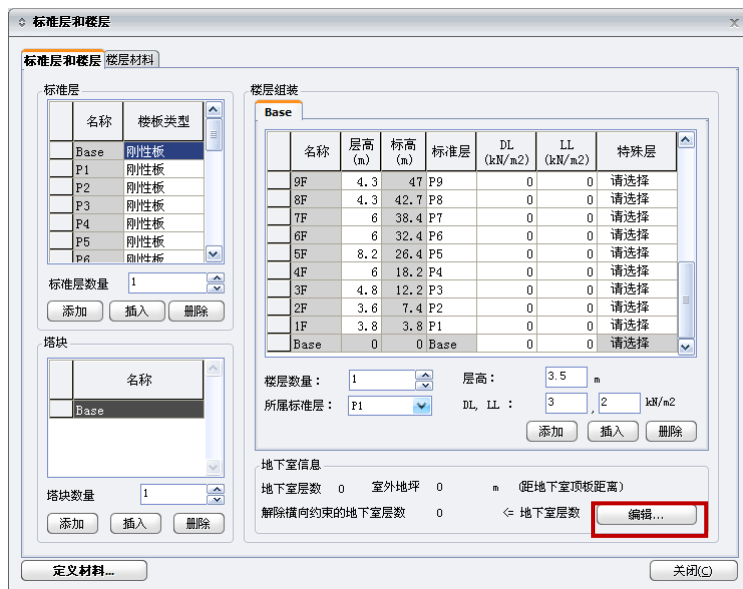 标准层和楼层
标准层和楼层 楼层材料
标准层
名称 楼板类型
Base 刚性板
P1 刚性板
P2 刚性板
P3 刚性板
P4 刚性板
P5 刚性板
P6 刚性板
标准层数量 1
添加 插入 删除
塔块
名称
Base
塔块数量 1
添加 插入 删除
楼层组装
Base
名称 层高(m) 标高(m) 标准层 DL(kN/m2) LL(kN/m2) 特殊层
9F 4.3 47 P9 0 0 请选择
8F 4.3 42.7 P8 0 0 请选择
7F 6 38.4 P7 0 0 请选择
6F 6 32.4 P6 0 0 请选择
5F 8.2 26.4 P5 0 0 请选择
4F 6 18.2 P4 0 0 请选择
3F 4.8 12.2 P3 0 0 请选择
2F 3.6 7.4 P2 0 0 请选择
1F 3.8 3.8 P1 0 0 请选择
Base 0 0 Base 0 0 请选择
楼层数量： 1 层高： 3.5 m
所属标准层： P1 DL, LL ： 3 , 2 kN/m2
添加 插入 删除
地下室信息
地下室层数 0 室外地坪 0 m (距地下室顶板距离)
解除横向约束的地下室层数 0 <= 地下室层数 编辑...
定义材料... 关闭(C)